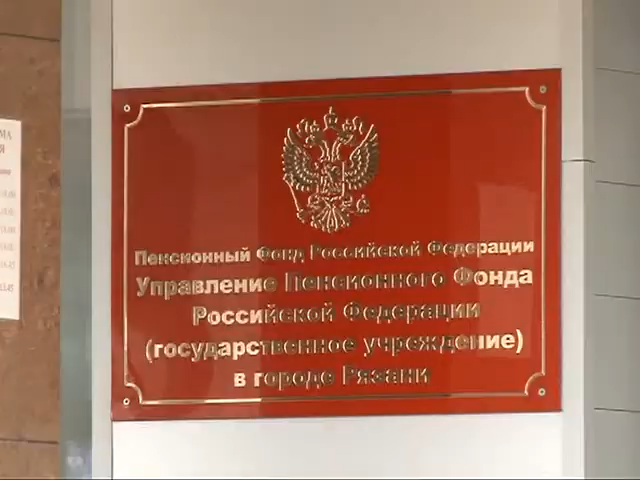 Пенсионный Фонд Российской Федерации
Управление Пенсионного Фонда
Российской Федерации
(государственное учреждение)
в городе Рязани